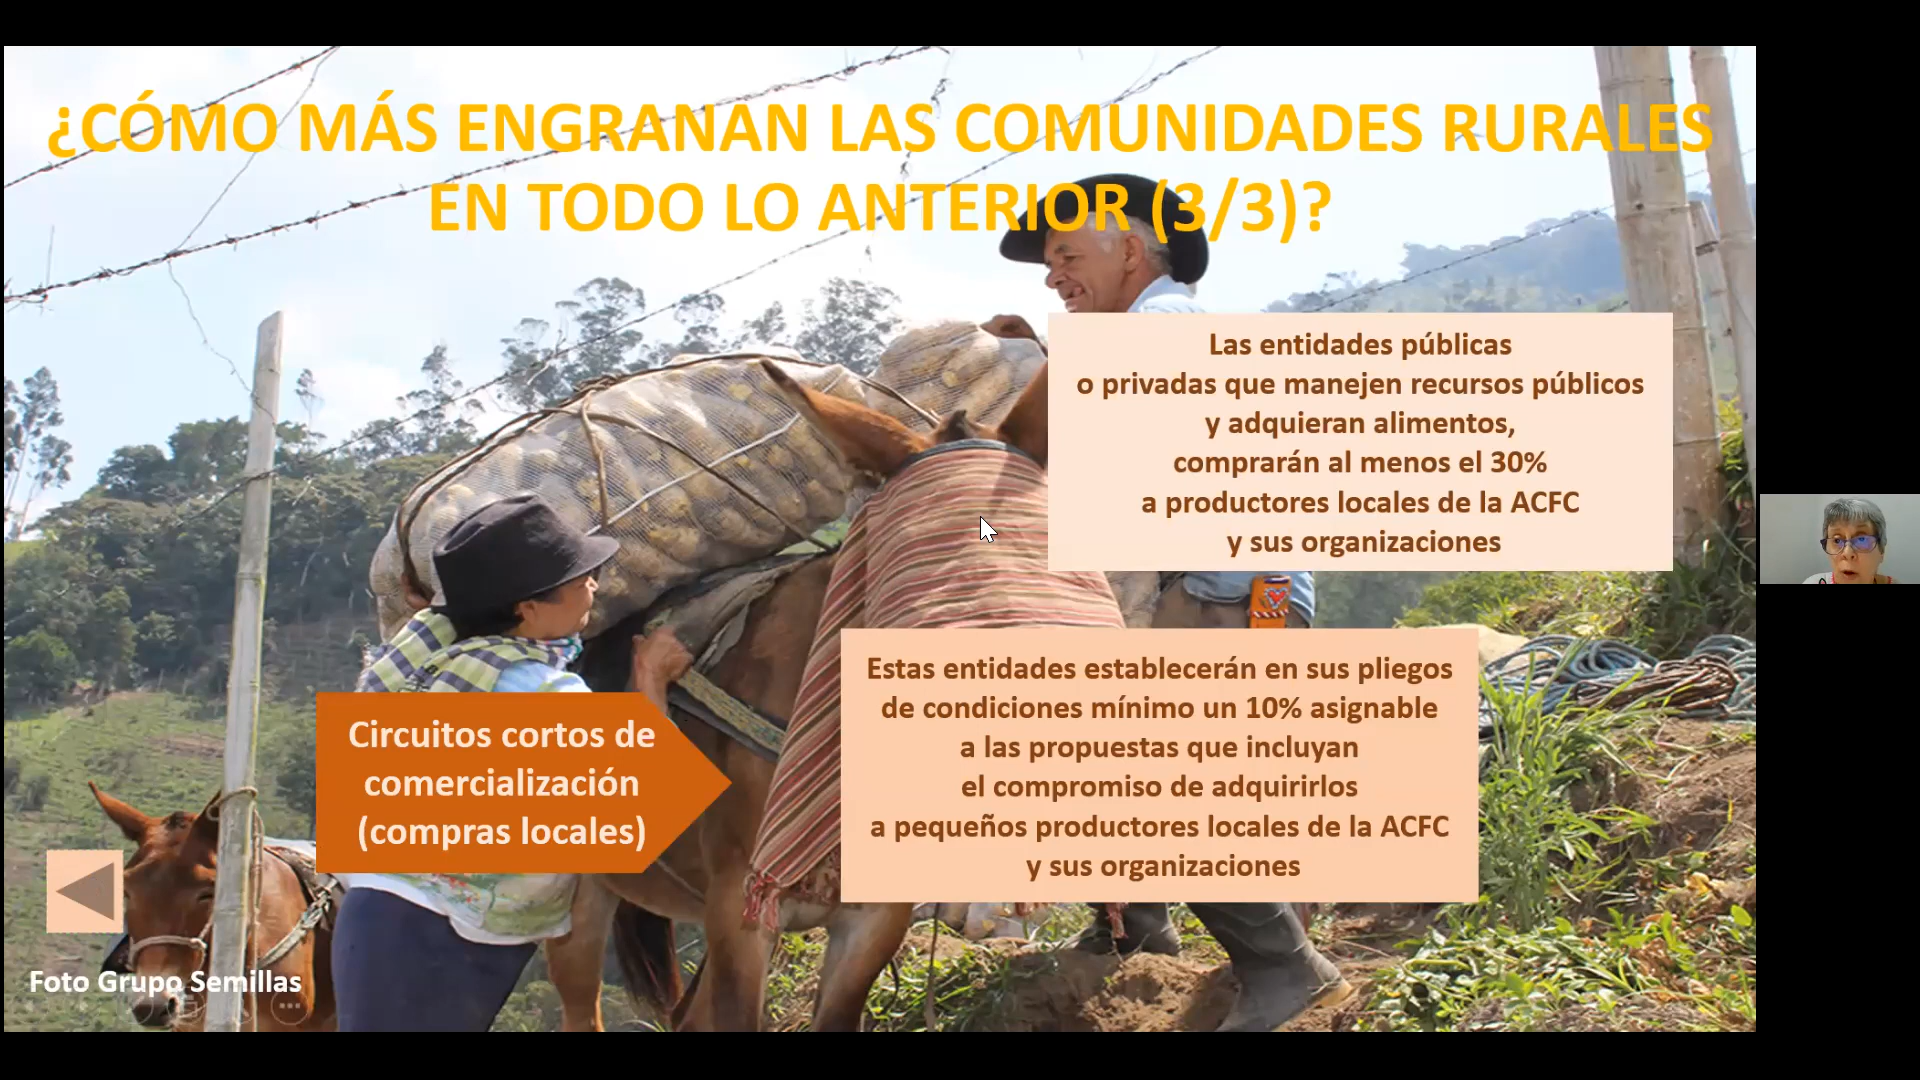 ¿CÓMO MÁS ENGRANAN LAS COMUNIDADES RURALES
EN TODO LO ANTERIOR (3/3)?
Las entidades públicas
o privadas que manejen recursos públicos
y adquieran alimentos,
comprarán al menos el 30%
a productores locales de la ACFC
y sus organizaciones
Circuitos cortos de
comercialización
(compras locales)
Estas entidades establecerán en sus pliegos
de condiciones mínimo un 10% asignable
a las propuestas que incluyan
el compromiso de adquirirlos
a pequeños productores locales de la ACFC
y sus organizaciones
Foto Grupo Semillas